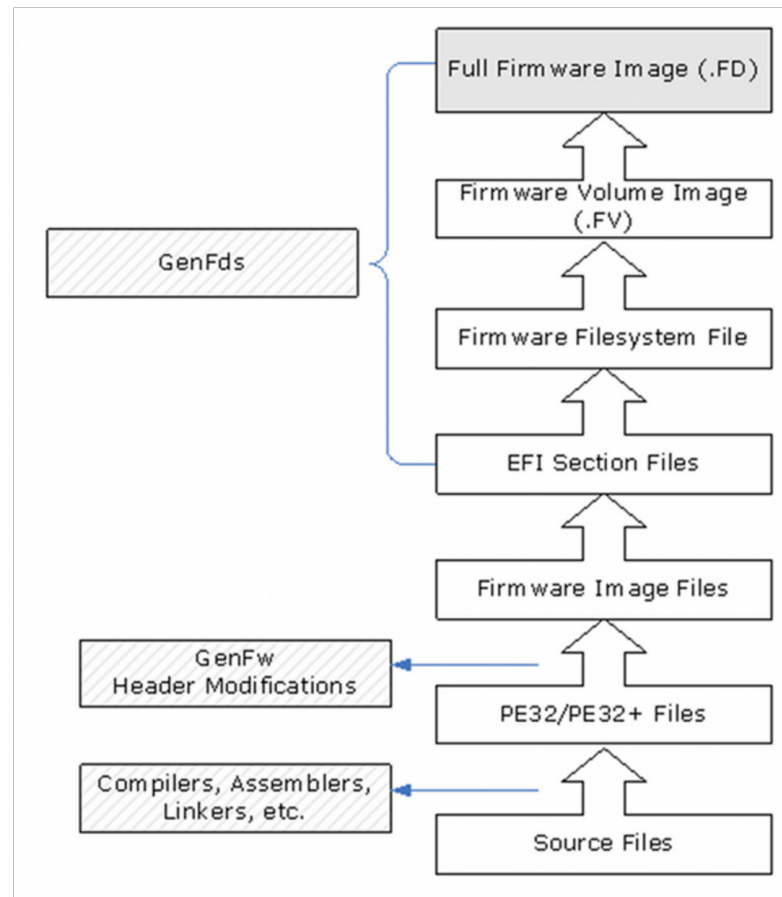 Full Firmware Image (.FD)
Firmware Volume Image
(.FV)
GenFds
Firmware Filesystem File
EFI Section Files
Firmware Image Files
GenFw
Header Modifications
PE32/PE32+ Files
Compilers, Assemblers,
Linkers, etc.
Source Files